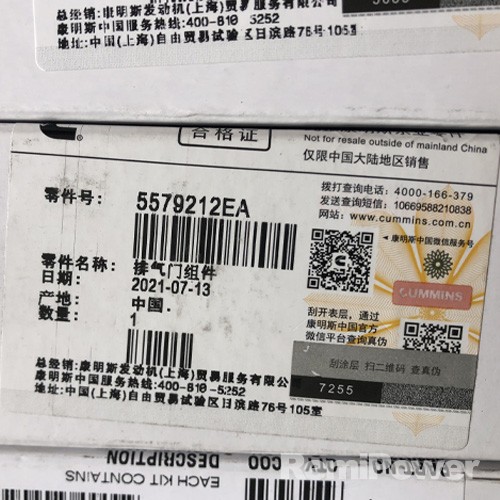 总经销:康明斯发动机(上海)贸易服务有限公司
康明斯中国服务热线:400-810-5252
地址:中国(上海)自由贸易试验区日滨路76号105室
合格证
Not for resale outside of mainland China
仅限中国大陆地区销售
零件号: 5579212EA
拨打查询电话: 4000-166-379
发送查询短信: 10669588210838
网站: www.cummins.com.cn
康明斯中国微信服务号
零件名称: 排气门组件
日期: 2021-07-13
产地: 中国.
数量: 1
CUMMINS
刮开表层,通过
康明斯中国官方
微信平台查询真伪
刮涂层 扫二维码 查真伪
7255
总经销:康明斯发动机(上海)贸易服务有限公司
康明斯中国服务热线:400-810-5252
地址:中国(上海)自由贸易试验区日滨路76号105室
EACH KIT CONTAINS
DESCRIPTION
COO
RamiPower